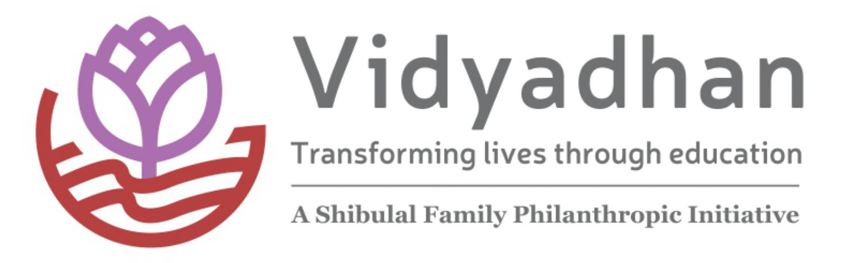 Vidyadhan
Transforming lives through education
A Shibulal Family Philanthropic Initiative